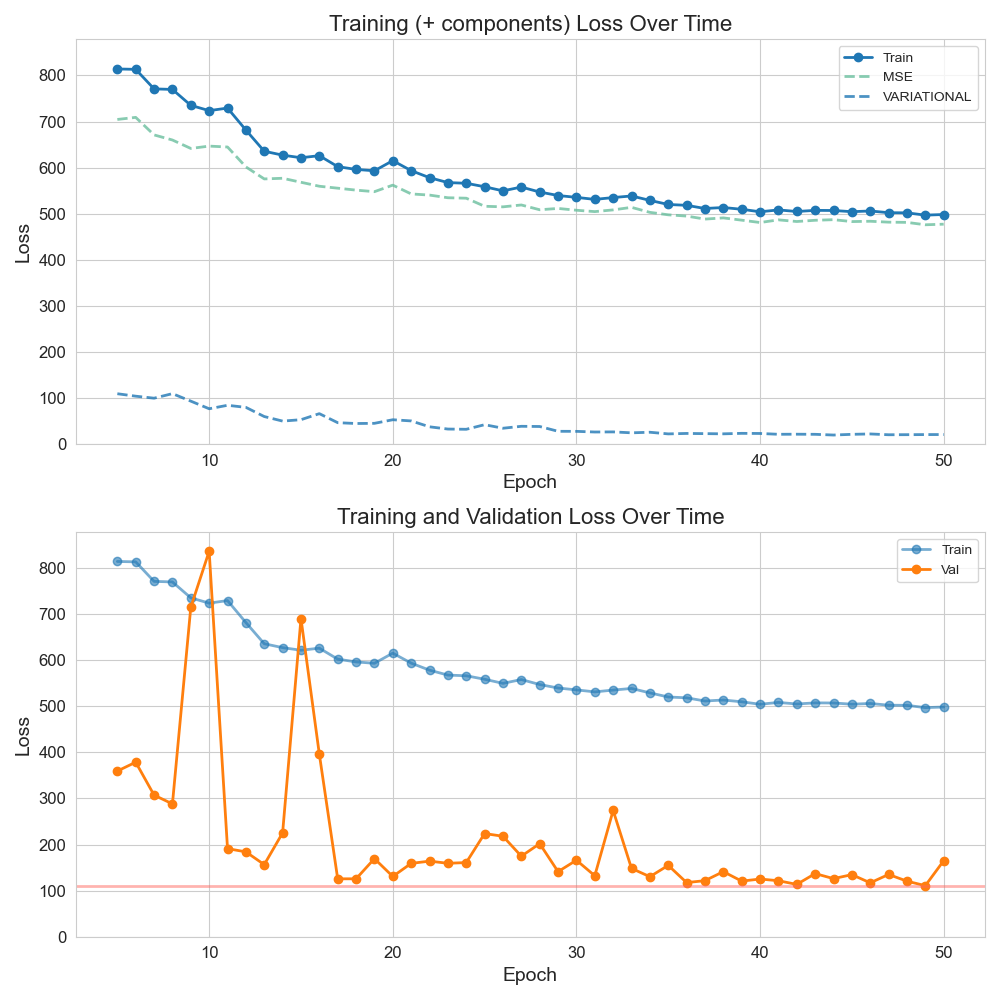 Training (+ components) Loss Over Time
Train
MSE
VARIATIONAL
800
700
600
500
400
300
200
100
0
Loss
10 20 30 40 50
Epoch
Training and Validation Loss Over Time
Train
Val
800
700
600
500
400
300
200
100
0
Loss
10 20 30 40 50
Epoch